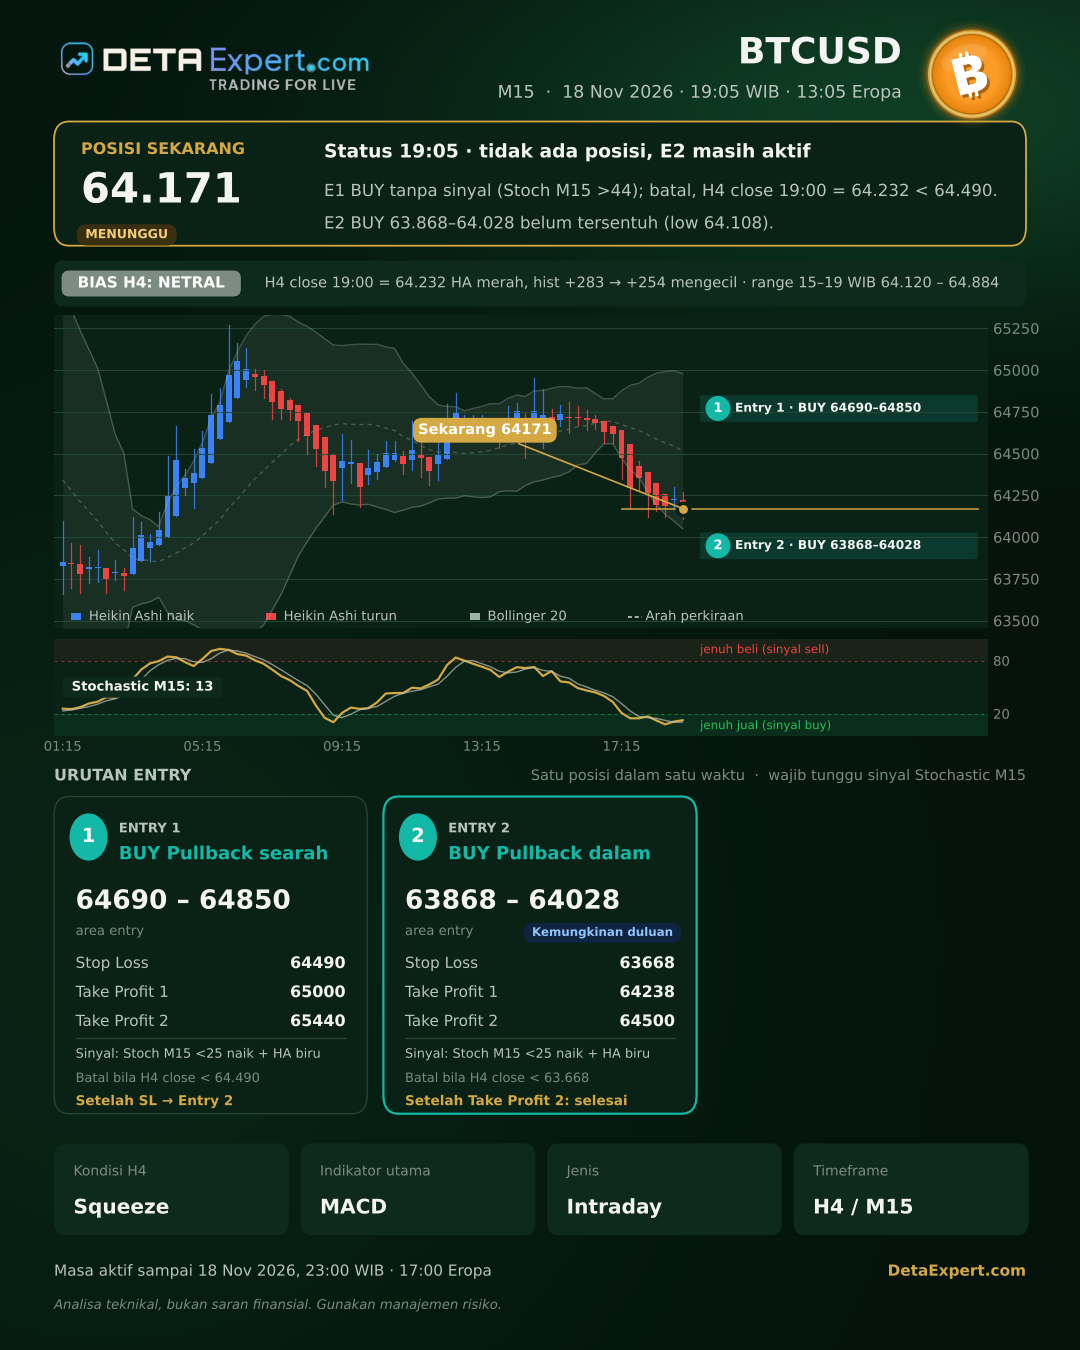 DETA Expert.com
TRADING FOR LIVE
BTCUSD
M15 · 18 Nov 2026 · 19:05 WIB · 13:05 Eropa
POSISI SEKARANG
64.171
MENUNGGU
Status 19:05 · tidak ada posisi, E2 masih aktif
E1 BUY tanpa sinyal (Stoch M15 >44); batal, H4 close 19:00 = 64.232 < 64.490.
E2 BUY 63.868–64.028 belum tersentuh (low 64.108).
BIAS H4: NETRAL
H4 close 19:00 = 64.232 HA merah, hist +283 → +254 mengecil · range 15–19 WIB 64.120 – 64.884
65250
65000
64750
64500
64250
64000
63750
63500
1 Entry 1 · BUY 64690–64850
Sekarang 64171
2 Entry 2 · BUY 63868–64028
Heikin Ashi naik
Heikin Ashi turun
Bollinger 20
Arah perkiraan
jenuh beli (sinyal sell)
80
Stochastic M15: 13
20
jenuh jual (sinyal buy)
01:15 05:15 09:15 13:15 17:15
URUTAN ENTRY
Satu posisi dalam satu waktu · wajib tunggu sinyal Stochastic M15
1
ENTRY 1
BUY Pullback searah
64690 – 64850
area entry
Stop Loss 64490
Take Profit 1 65000
Take Profit 2 65440
Sinyal: Stoch M15 <25 naik + HA biru
Batal bila H4 close < 64.490
Setelah SL → Entry 2
2
ENTRY 2
BUY Pullback dalam
63868 – 64028
area entry
Kemungkinan duluan
Stop Loss 63668
Take Profit 1 64238
Take Profit 2 64500
Sinyal: Stoch M15 <25 naik + HA biru
Batal bila H4 close < 63.668
Setelah Take Profit 2: selesai
Kondisi H4
Squeeze
Indikator utama
MACD
Jenis
Intraday
Timeframe
H4 / M15
Masa aktif sampai 18 Nov 2026, 23:00 WIB · 17:00 Eropa
DetaExpert.com
Analisa teknikal, bukan saran finansial. Gunakan manajemen risiko.